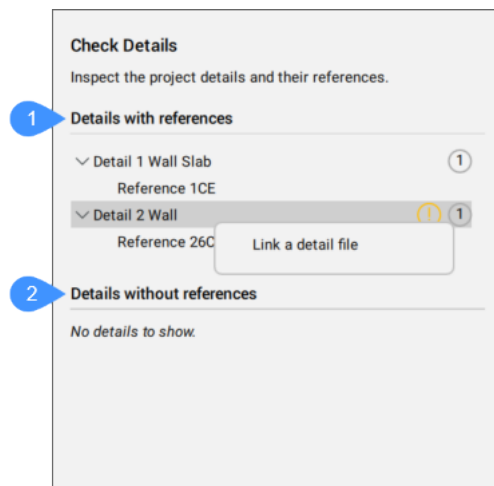 Check Details
Inspect the project details and their references.
1 Details with references
Detail 1 Wall Slab 1
Reference 1CE
Detail 2 Wall ! 1
Reference 26C
Link a detail file
2 Details without references
No details to show.